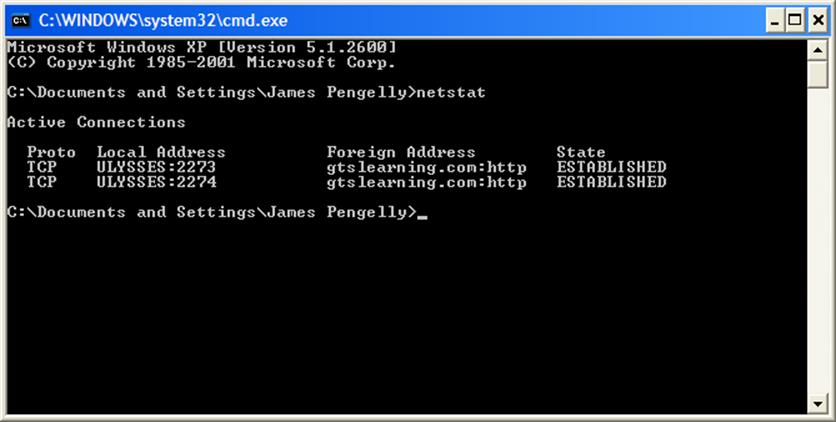 C:\WINDOWS\system32\cmd.exe
Microsoft Windows XP [Version 5.1.2600]
(C) Copyright 1985-2001 Microsoft Corp.
C:\Documents and Settings\James Pengelly>netstat
Active Connections
Proto Local Address Foreign Address State
TCP ULYSSES:2273 gtslearning.com:http ESTABLISHED
TCP ULYSSES:2274 gtslearning.com:http ESTABLISHED
C:\Documents and Settings\James Pengelly>_